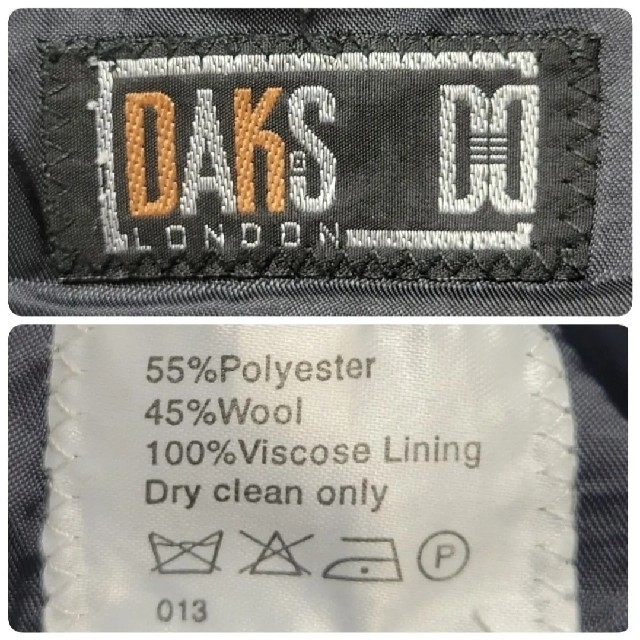 DAKS
LONDON
55%Polyester
45%Wool
100%Viscose Lining
Dry clean only
P
013